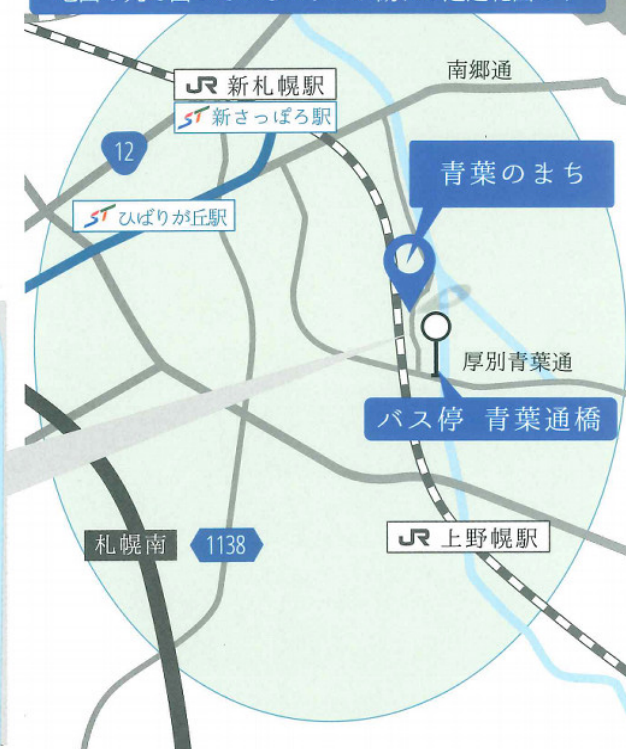 南郷通
JR 新札幌駅
ST 新さっぽろ駅
12
青葉のまち
ST ひばりが丘駅
厚別青葉通
バス停 青葉通橋
札幌南
1138
JR 上野幌駅